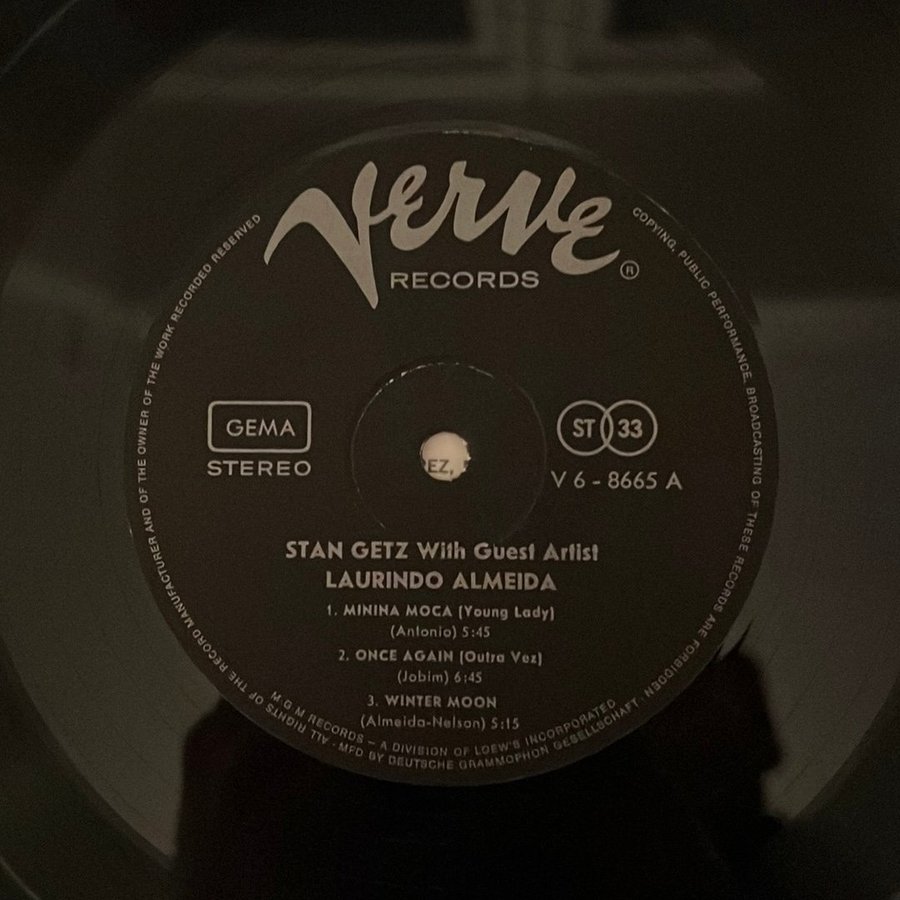 Verve
RECORDS
®
GEMA
STEREO
ST 33
V 6 - 8665 A
EZ,
STAN GETZ With Guest Artist
LAURINDO ALMEIDA
1. MININA MOCA (Young Lady)
(Antonio) 5:45
2. ONCE AGAIN (Outra Vez)
(Jobim) 6:45
3. WINTER MOON
(Almeida-Nelson) 5:15
M.G.M RECORDS – A DIVISION OF LOEW'S INCORPORATED
MFD BY DEUTSCHE GRAMMOPHON GESELLSCHAFT · ALL RIGHTS OF THE RECORD MANUFACTURER AND OF THE OWNER OF THE WORK RECORDED RESERVED
COPYING, PUBLIC PERFORMANCE, BROADCASTING OF THESE RECORDS ARE FORBIDDEN